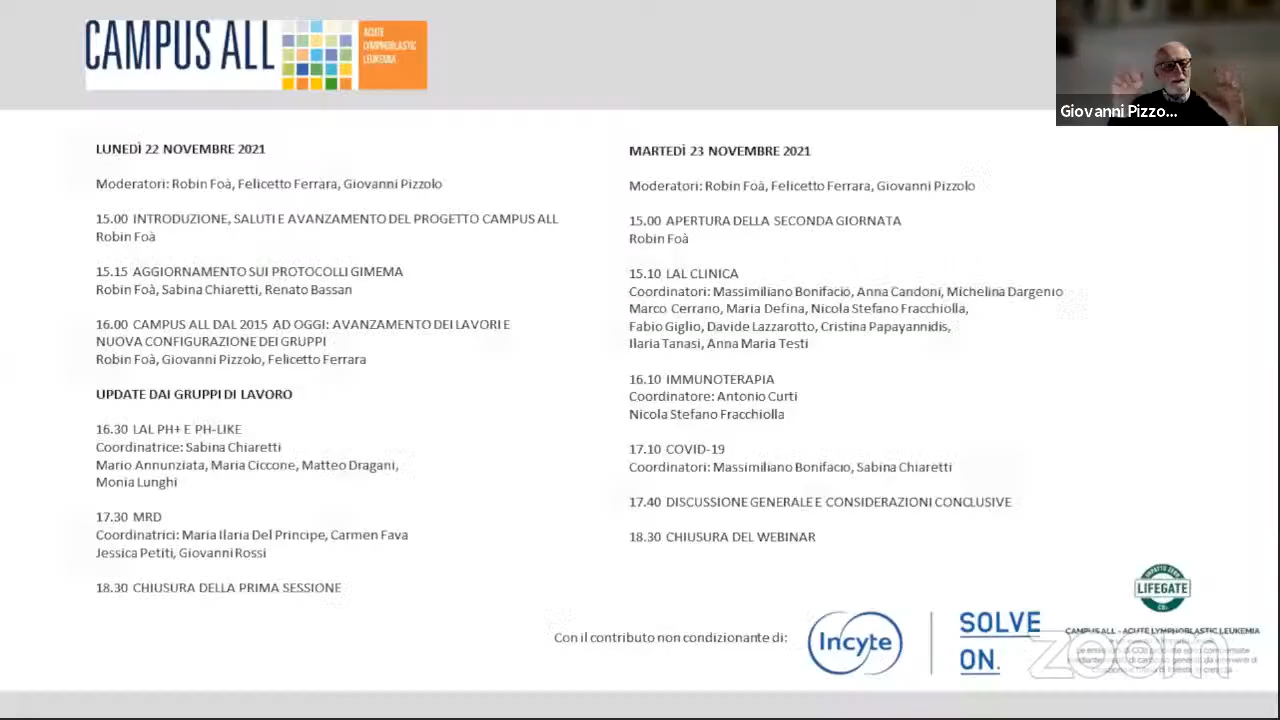 CAMPUS ALL
ACUTE
LYMPHOBLASTIC
LEUKEMIA
Giovanni Pizzo...
LUNEDÌ 22 NOVEMBRE 2021
Moderatori: Robin Foà, Felicetto Ferrara, Giovanni Pizzolo
15.00 INTRODUZIONE, SALUTI E AVANZAMENTO DEL PROGETTO CAMPUS ALL
Robin Foà
15.15 AGGIORNAMENTO SUI PROTOCOLLI GIMEMA
Robin Foà, Sabina Chiaretti, Renato Bassan
16.00 CAMPUS ALL DAL 2015 AD OGGI: AVANZAMENTO DEI LAVORI E
NUOVA CONFIGURAZIONE DEI GRUPPI
Robin Foà, Giovanni Pizzolo, Felicetto Ferrara
UPDATE DAI GRUPPI DI LAVORO
16.30 LAL PH+ E PH-LIKE
Coordinatrice: Sabina Chiaretti
Mario Annunziata, Maria Ciccone, Matteo Dragani,
Monia Lunghi
17.30 MRD
Coordinatrici: Maria Ilaria Del Principe, Carmen Fava
Jessica Petiti, Giovanni Rossi
18.30 CHIUSURA DELLA PRIMA SESSIONE
MARTEDÌ 23 NOVEMBRE 2021
Moderatori: Robin Foà, Felicetto Ferrara, Giovanni Pizzolo
15.00 APERTURA DELLA SECONDA GIORNATA
Robin Foà
15.10 LAL CLINICA
Coordinatori: Massimiliano Bonifacio, Anna Candoni, Michelina Dargenio
Marco Cerrano, Maria Defina, Nicola Stefano Fracchiolla,
Fabio Giglio, Davide Lazzarotto, Cristina Papayannidis,
Ilaria Tanasi, Anna Maria Testi
16.10 IMMUNOTERAPIA
Coordinatore: Antonio Curti
Nicola Stefano Fracchiolla
17.10 COVID-19
Coordinatori: Massimiliano Bonifacio, Sabina Chiaretti
17.40 DISCUSSIONE GENERALE E CONSIDERAZIONI CONCLUSIVE
18.30 CHIUSURA DEL WEBINAR
Con il contributo non condizionante di:
Incyte
SOLVE
ON.
IMPATTO ZERO
LIFEGATE
CO₂
CAMPUS ALL - ACUTE LYMPHOBLASTIC LEUKEMIA
zoom